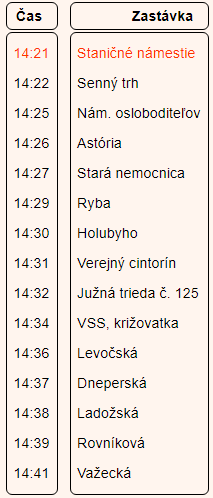 Čas Zastávka
14:21 Staničné námestie
14:22 Senný trh
14:25 Nám. osloboditeľov
14:26 Astória
14:27 Stará nemocnica
14:29 Ryba
14:30 Holubyho
14:31 Verejný cintorín
14:32 Južná trieda č. 125
14:34 VSS, križovatka
14:36 Levočská
14:37 Dneperská
14:38 Ladožská
14:39 Rovníková
14:41 Važecká